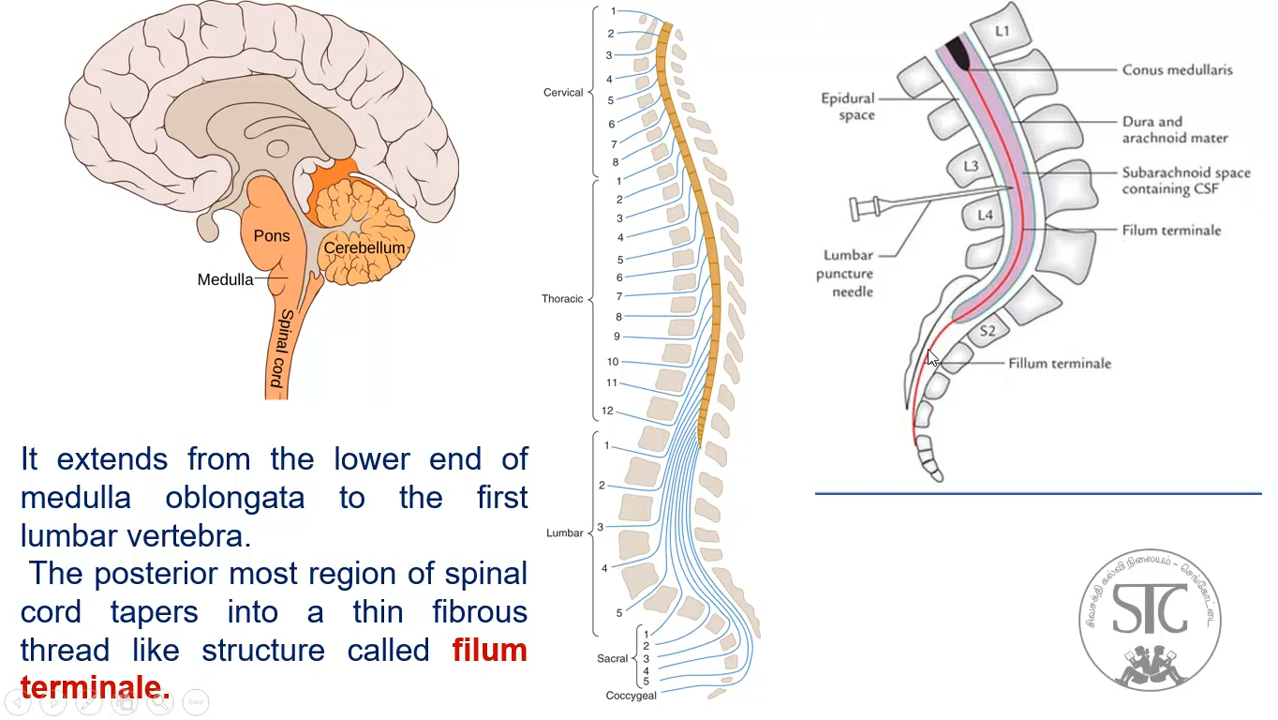 Pons
Cerebellum
Medulla
Spinal cord
It extends from the lower end of
medulla oblongata to the first
lumbar vertebra.
The posterior most region of spinal
cord tapers into a thin fibrous
thread like structure called filum
terminale.
Cervical
1
2
3
4
5
6
7
8
Thoracic
1
2
3
4
5
6
7
8
9
10
11
12
Lumbar
1
2
3
4
5
Sacral
1
2
3
4
5
Coccygeal
L1
Conus medullaris
Epidural
space
Dura and
arachnoid mater
L3
Subarachnoid space
containing CSF
L4
Filum terminale
Lumbar
puncture
needle
S2
Fillum terminale
சிவசக்தி கல்வி நிலையம் - செங்கோட்டை
STC